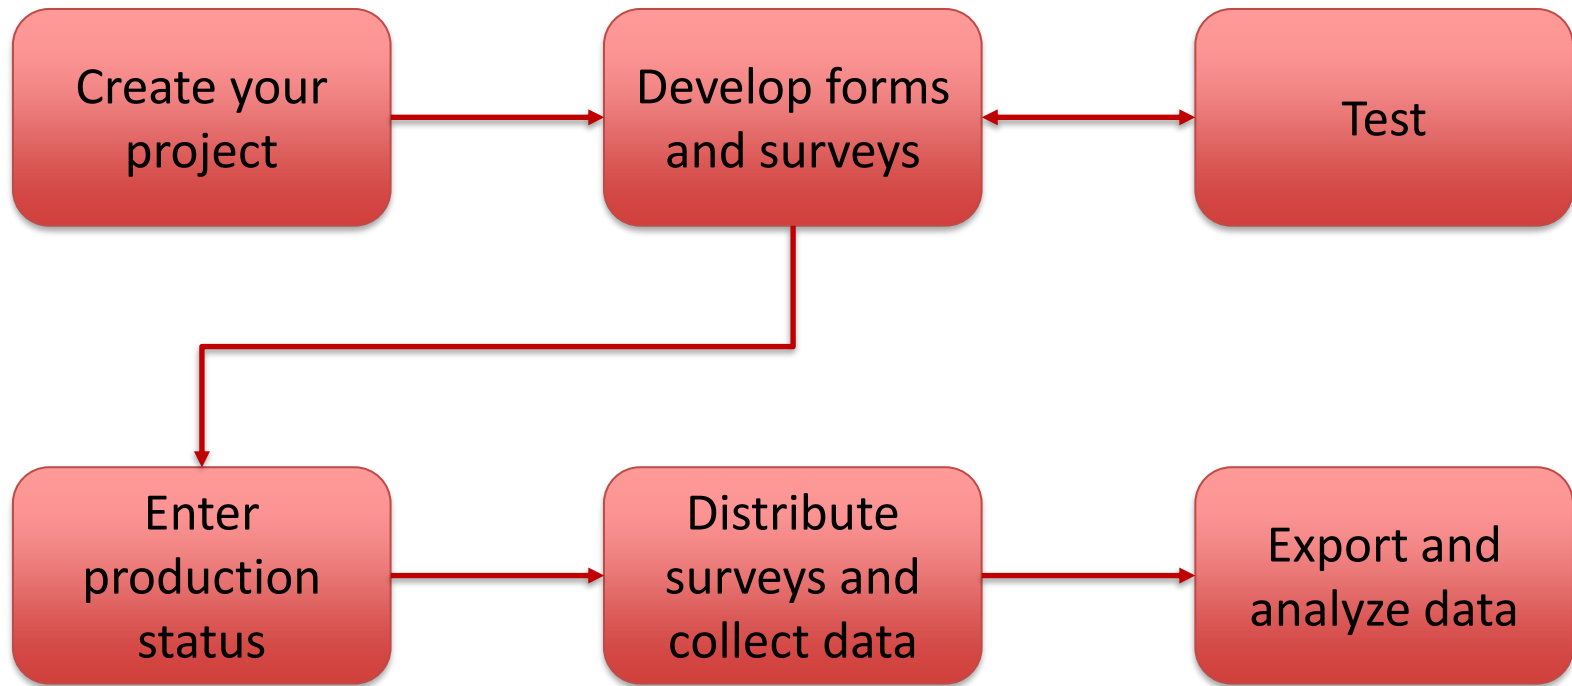 Create your
project
Develop forms
and surveys
Test
Enter
production
status
Distribute
surveys and
collect data
Export and
analyze data